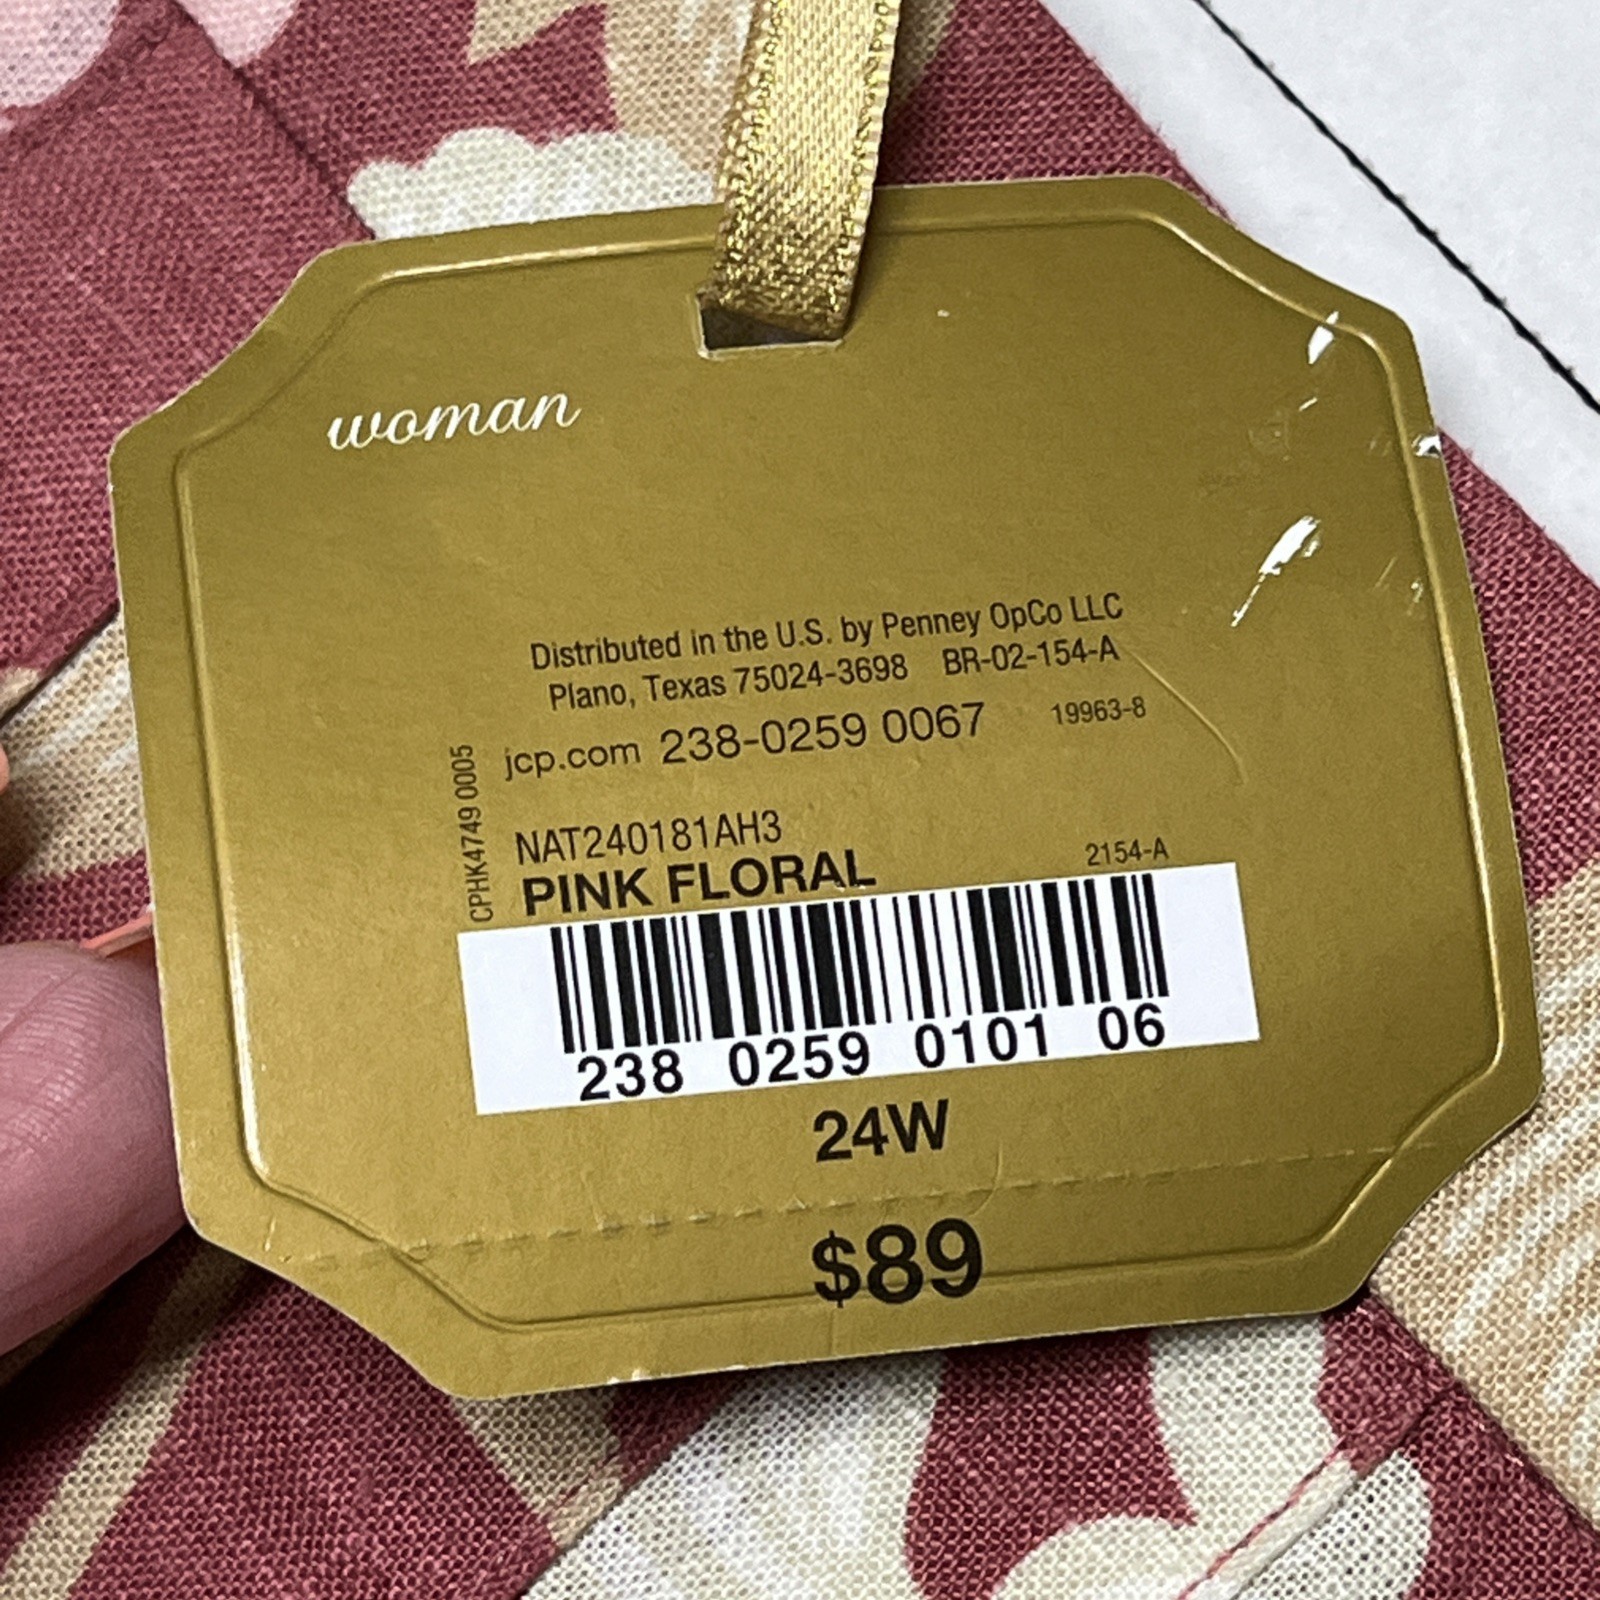 woman
Distributed in the U.S. by Penney OpCo LLC
Plano, Texas 75024-3698 BR-02-154-A
jcp.com 238-0259 0067 19963-8
CPHK4749 0005
NAT240181AH3
PINK FLORAL 2154-A
238 0259 0101 06
24W
$89